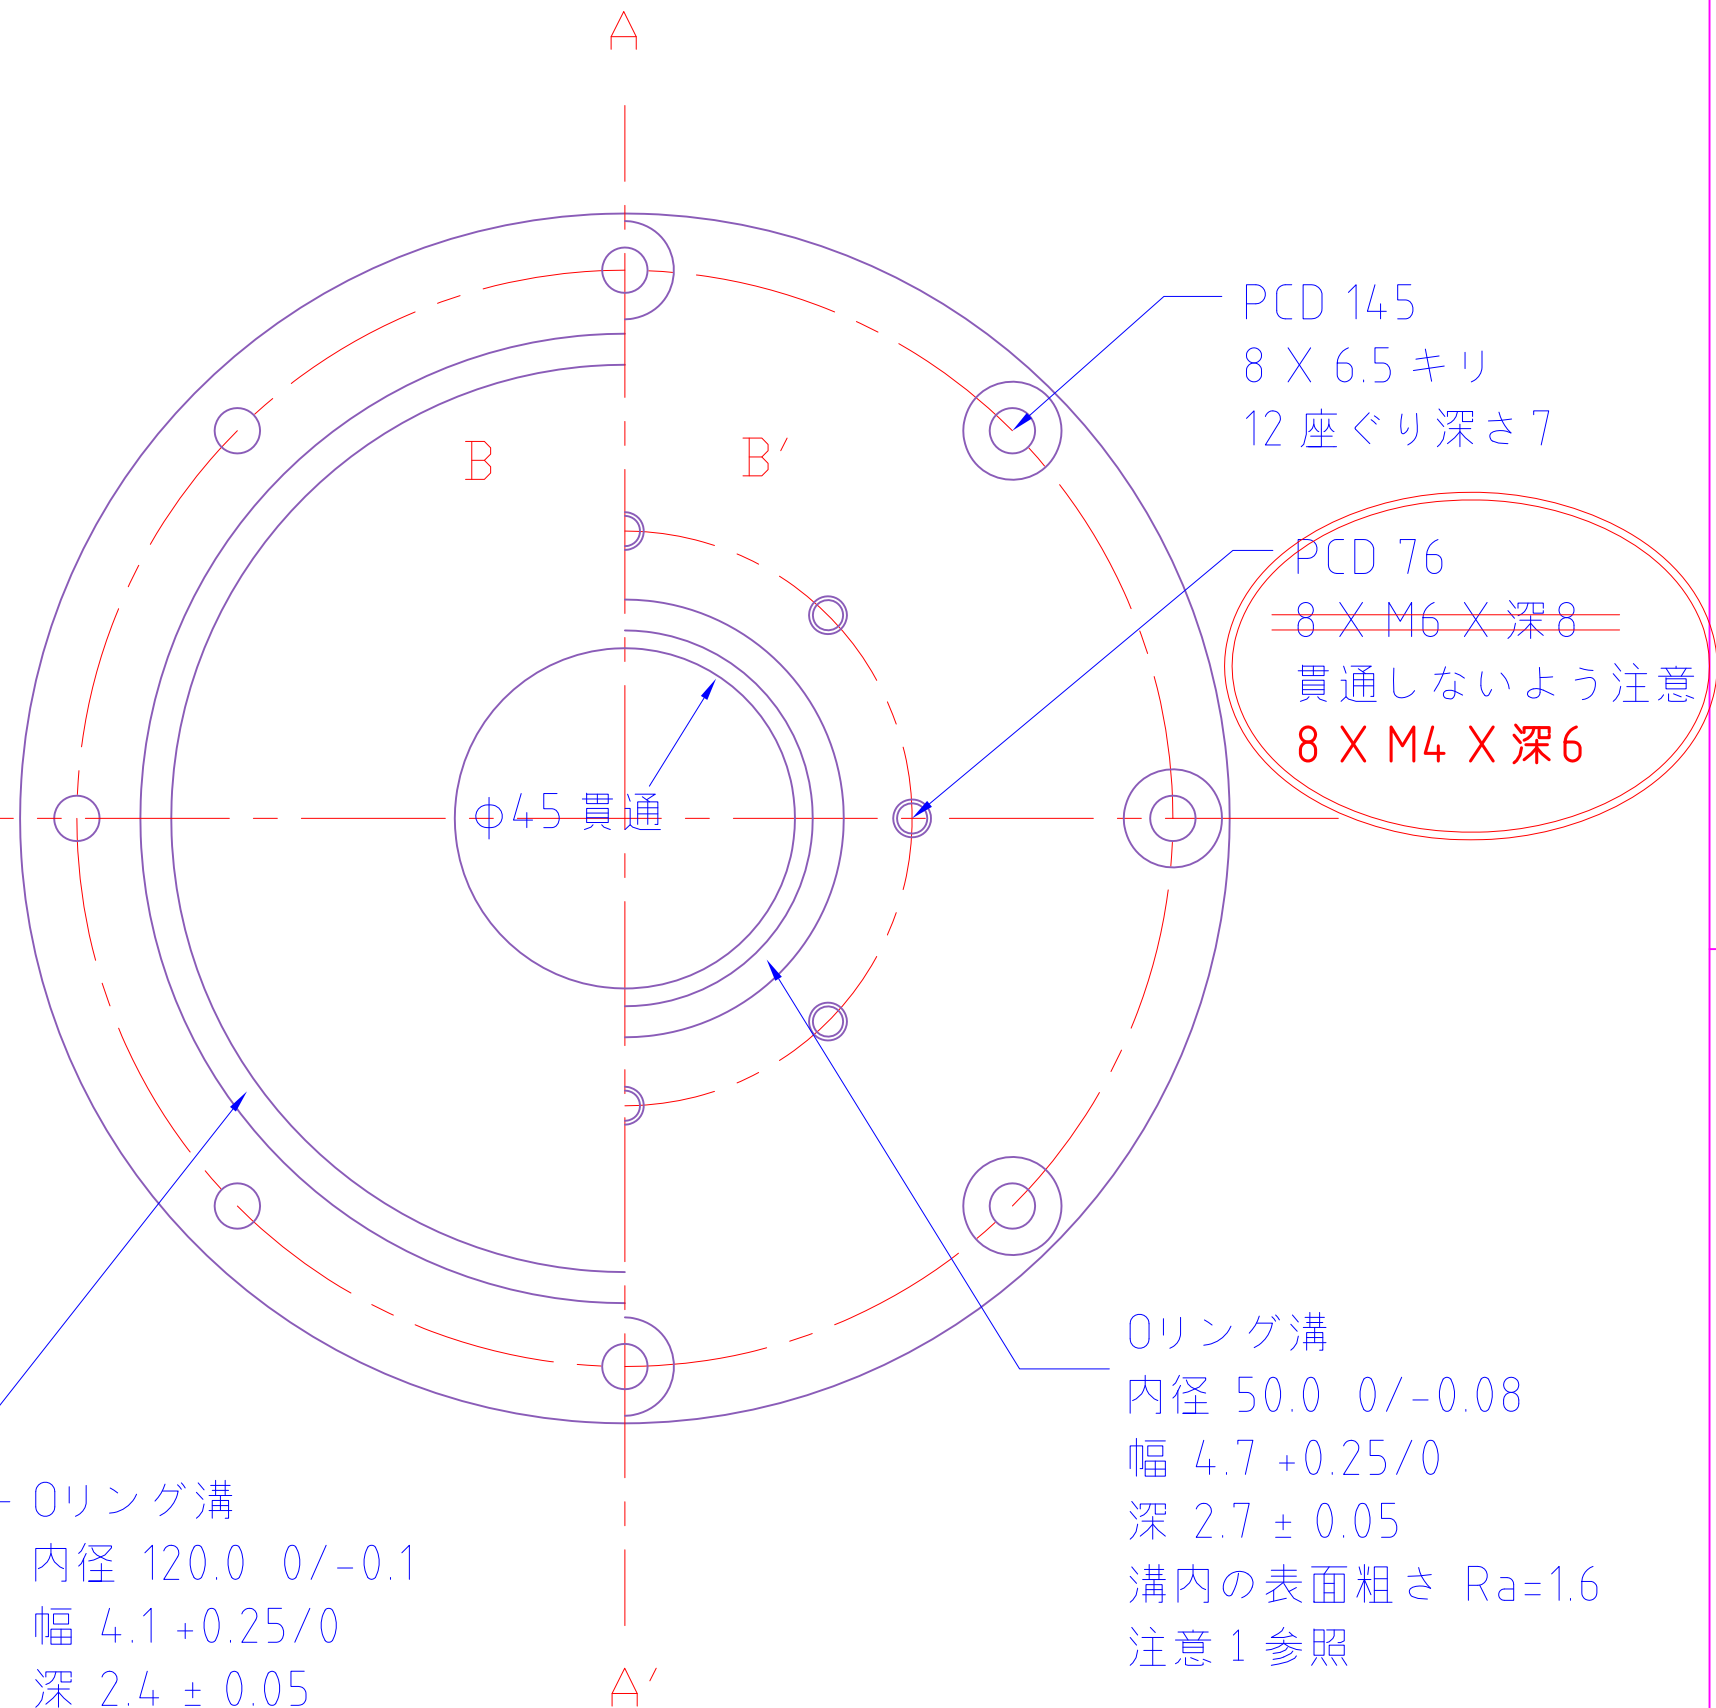 A
PCD 145
8 X 6.5 キリ
12 座ぐり深さ 7
B
B′
PCD 76
8 X M6 X 深8
貫通しないよう注意
8 X M4 X 深6
φ45 貫通
Oリング溝
内径 50.0 0/-0.08
幅 4.7 +0.25/0
深 2.7 ± 0.05
溝内の表面粗さ Ra=1.6
注意 1 参照
Oリング溝
内径 120.0 0/-0.1
幅 4.1 +0.25/0
深 2.4 ± 0.05
A′